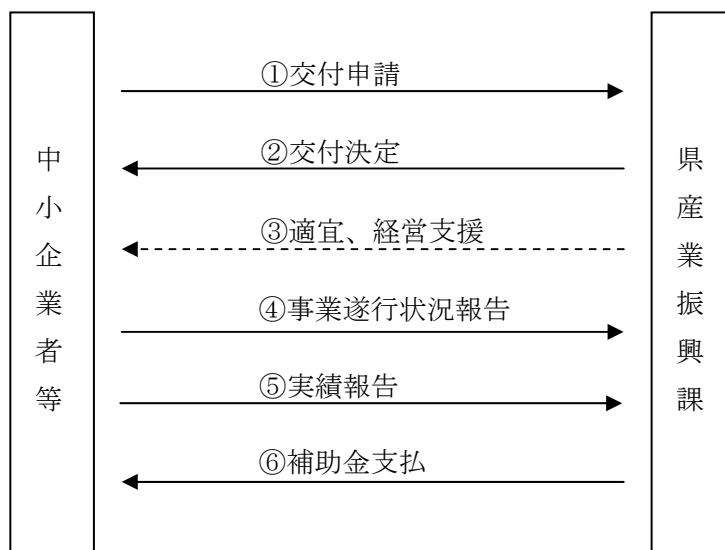 中小企業者等
①交付申請
②交付決定
③適宜、経営支援
④事業遂行状況報告
⑤実績報告
⑥補助金支払
県産業振興課